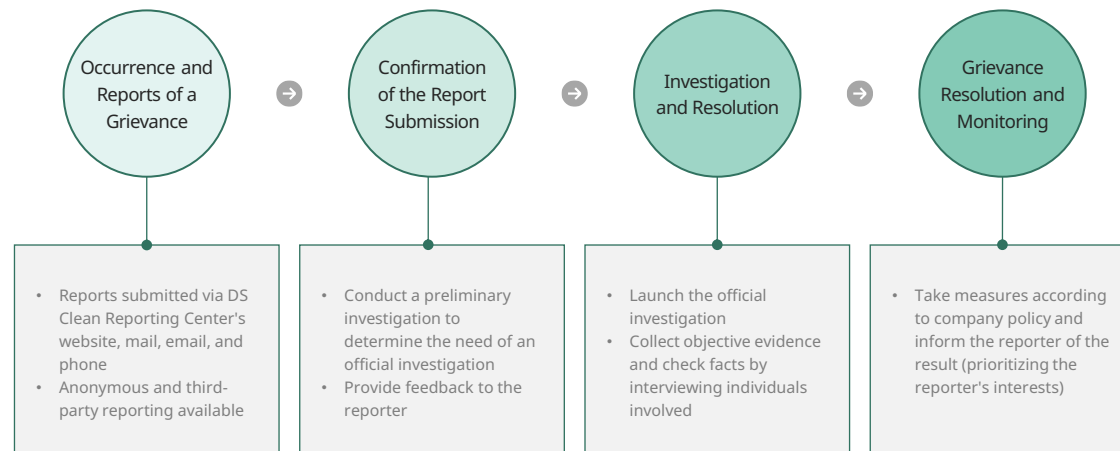 Occurrence and
Reports of a
Grievance
Confirmation
of the Report
Submission
Investigation
and Resolution
Grievance
Resolution and
Monitoring
• Reports submitted via DS
Clean Reporting Center's
website, mail, email, and
phone
• Anonymous and third-
party reporting available
• Conduct a preliminary
investigation to
determine the need of an
official investigation
• Provide feedback to the
reporter
• Launch the official
investigation
• Collect objective evidence
and check facts by
interviewing individuals
involved
• Take measures according
to company policy and
inform the reporter of the
result (prioritizing the
reporter's interests)